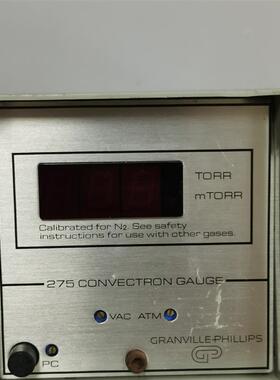 TORR
mTORR
Calibrated for N₂. See safety
instructions for use with other gases.
275 CONVECTRON GAUGE
VAC ATM
GRANVILLE-PHILLIPS
PC
GP